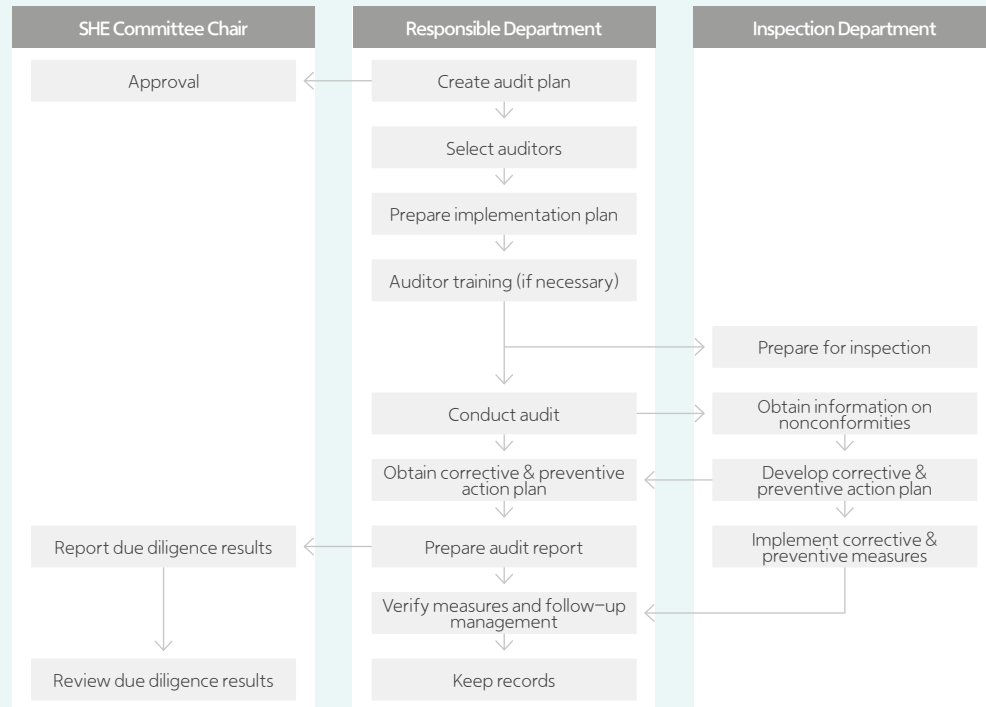 SHE Committee Chair
Responsible Department
Inspection Department
Approval
Create audit plan
Select auditors
Prepare implementation plan
Auditor training (if necessary)
Prepare for inspection
Conduct audit
Obtain information on
nonconformities
Obtain corrective & preventive
action plan
Develop corrective &
preventive action plan
Report due diligence results
Prepare audit report
Implement corrective &
preventive measures
Verify measures and follow-up
management
Review due diligence results
Keep records